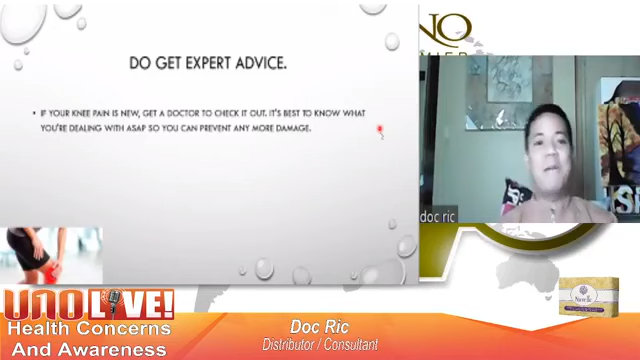 DO GET EXPERT ADVICE.
• IF YOUR KNEE PAIN IS NEW, GET A DOCTOR TO CHECK IT OUT. IT'S BEST TO KNOW WHAT
YOU'RE DEALING WITH ASAP SO YOU CAN PREVENT ANY MORE DAMAGE.
doc ric
UNO LIVE!
Health Concerns
And Awareness
Doc Ric
Distributor / Consultant